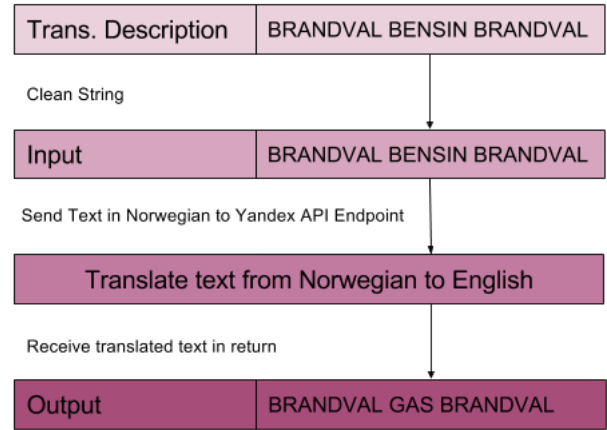 Trans. Description BRANDVAL BENSIN BRANDVAL
Clean String
Input BRANDVAL BENSIN BRANDVAL
Send Text in Norwegian to Yandex API Endpoint
Translate text from Norwegian to English
Receive translated text in return
Output BRANDVAL GAS BRANDVAL